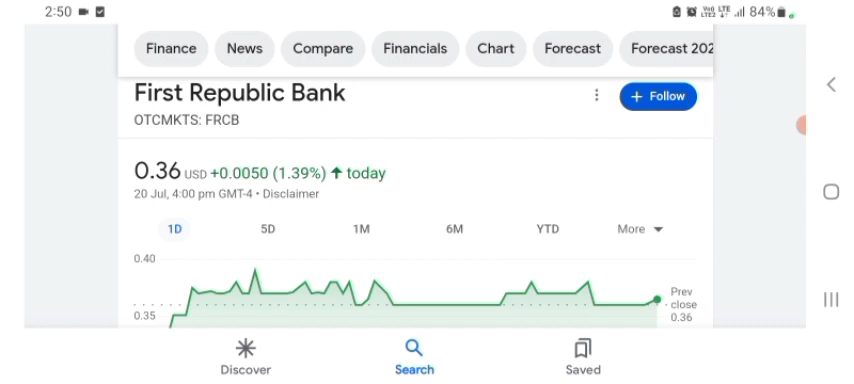 2:50 84%
Finance News Compare Financials Chart Forecast Forecast 202
First Republic Bank
+ Follow
OTCMKTS: FRCB
0.36 USD +0.0050 (1.39%) ↑ today
20 Jul, 4:00 pm GMT-4 • Disclaimer
1D 5D 1M 6M YTD More
0.40
Prev
close
0.36
0.35
Discover Search Saved